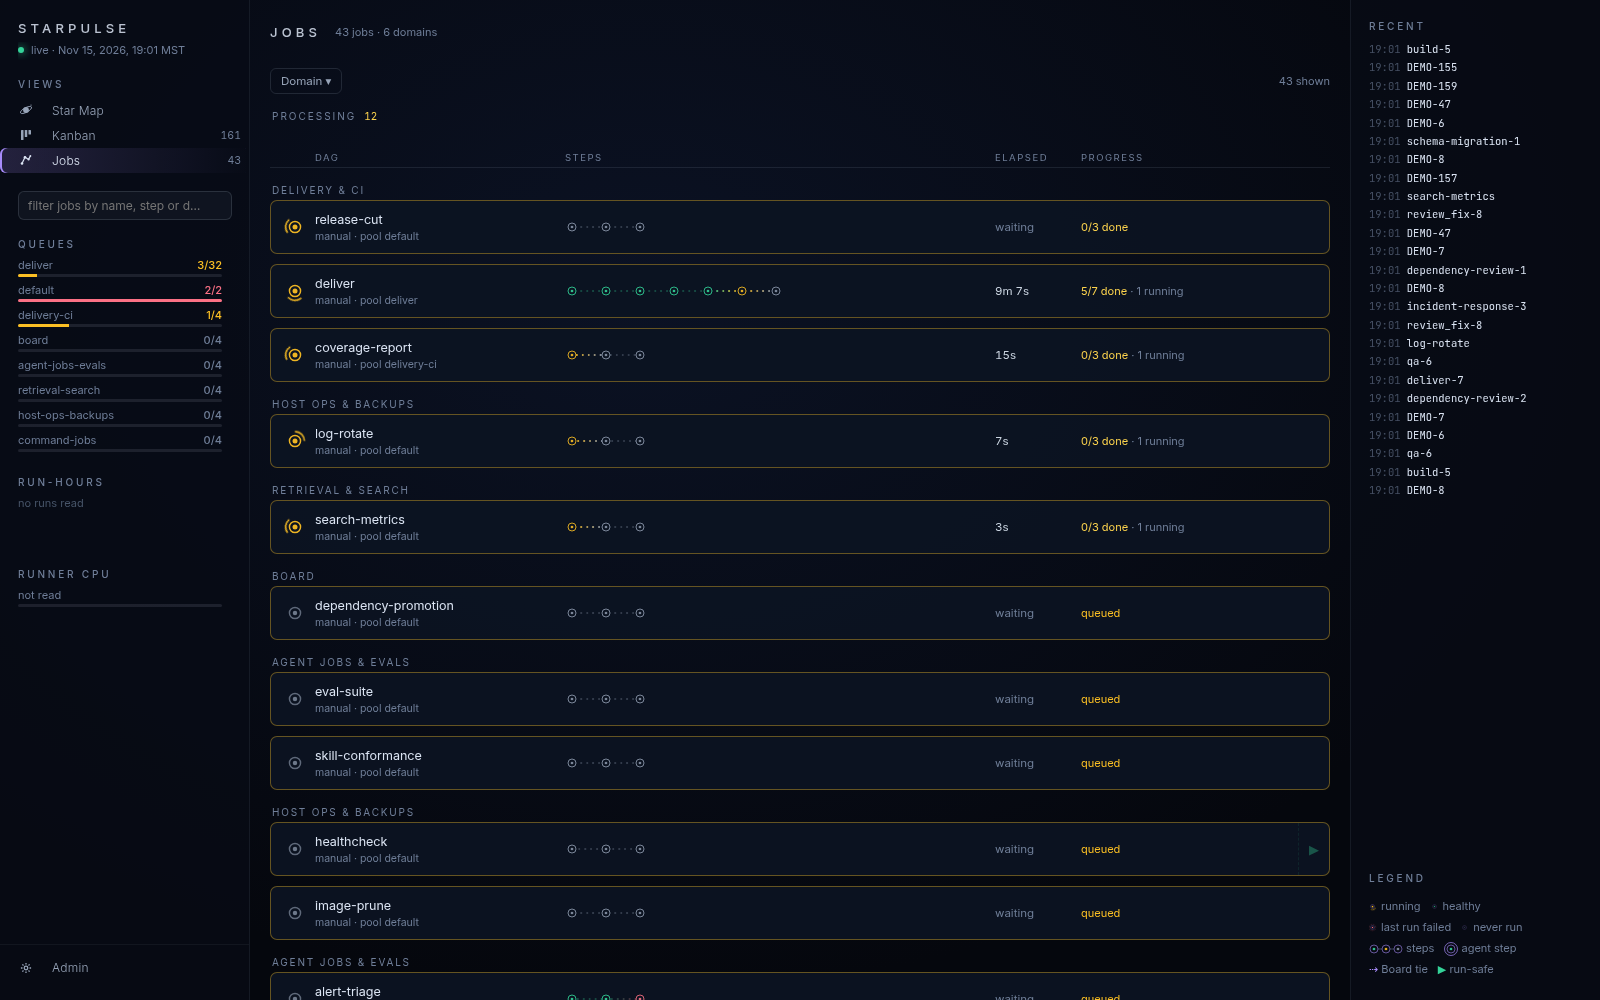 STARPULSE
live · Nov 15, 2026, 19:01 MST
VIEWS
Star Map
Kanban 161
Jobs 43
filter jobs by name, step or d...
QUEUES
deliver 3/32
default 2/2
delivery-ci 1/4
board 0/4
agent-jobs-evals 0/4
retrieval-search 0/4
host-ops-backups 0/4
command-jobs 0/4
RUN-HOURS
no runs read
RUNNER CPU
not read
Admin
JOBS 43 jobs · 6 domains
Domain ▾ 43 shown
PROCESSING 12
DAG STEPS ELAPSED PROGRESS
DELIVERY & CI
release-cut
manual · pool default
waiting 0/3 done
deliver
manual · pool deliver
9m 7s 5/7 done · 1 running
coverage-report
manual · pool delivery-ci
15s 0/3 done · 1 running
HOST OPS & BACKUPS
log-rotate
manual · pool default
7s 0/3 done · 1 running
RETRIEVAL & SEARCH
search-metrics
manual · pool default
3s 0/3 done · 1 running
BOARD
dependency-promotion
manual · pool default
waiting queued
AGENT JOBS & EVALS
eval-suite
manual · pool default
waiting queued
skill-conformance
manual · pool default
waiting queued
HOST OPS & BACKUPS
healthcheck
manual · pool default
waiting queued
image-prune
manual · pool default
waiting queued
AGENT JOBS & EVALS
alert-triage
waiting queued
RECENT
19:01 build-5
19:01 DEMO-155
19:01 DEMO-159
19:01 DEMO-47
19:01 DEMO-6
19:01 schema-migration-1
19:01 DEMO-8
19:01 DEMO-157
19:01 search-metrics
19:01 review_fix-8
19:01 DEMO-47
19:01 DEMO-7
19:01 dependency-review-1
19:01 DEMO-8
19:01 incident-response-3
19:01 review_fix-8
19:01 log-rotate
19:01 qa-6
19:01 deliver-7
19:01 dependency-review-2
19:01 DEMO-7
19:01 DEMO-6
19:01 qa-6
19:01 build-5
19:01 DEMO-8
LEGEND
running healthy
last run failed never run
steps agent step
Board tie run-safe